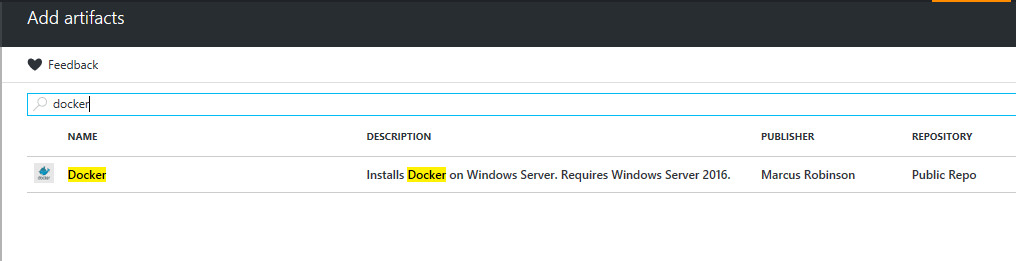 Add artifacts
Feedback
docker
NAME DESCRIPTION PUBLISHER REPOSITORY
Docker Installs Docker on Windows Server. Requires Windows Server 2016. Marcus Robinson Public Repo
docker